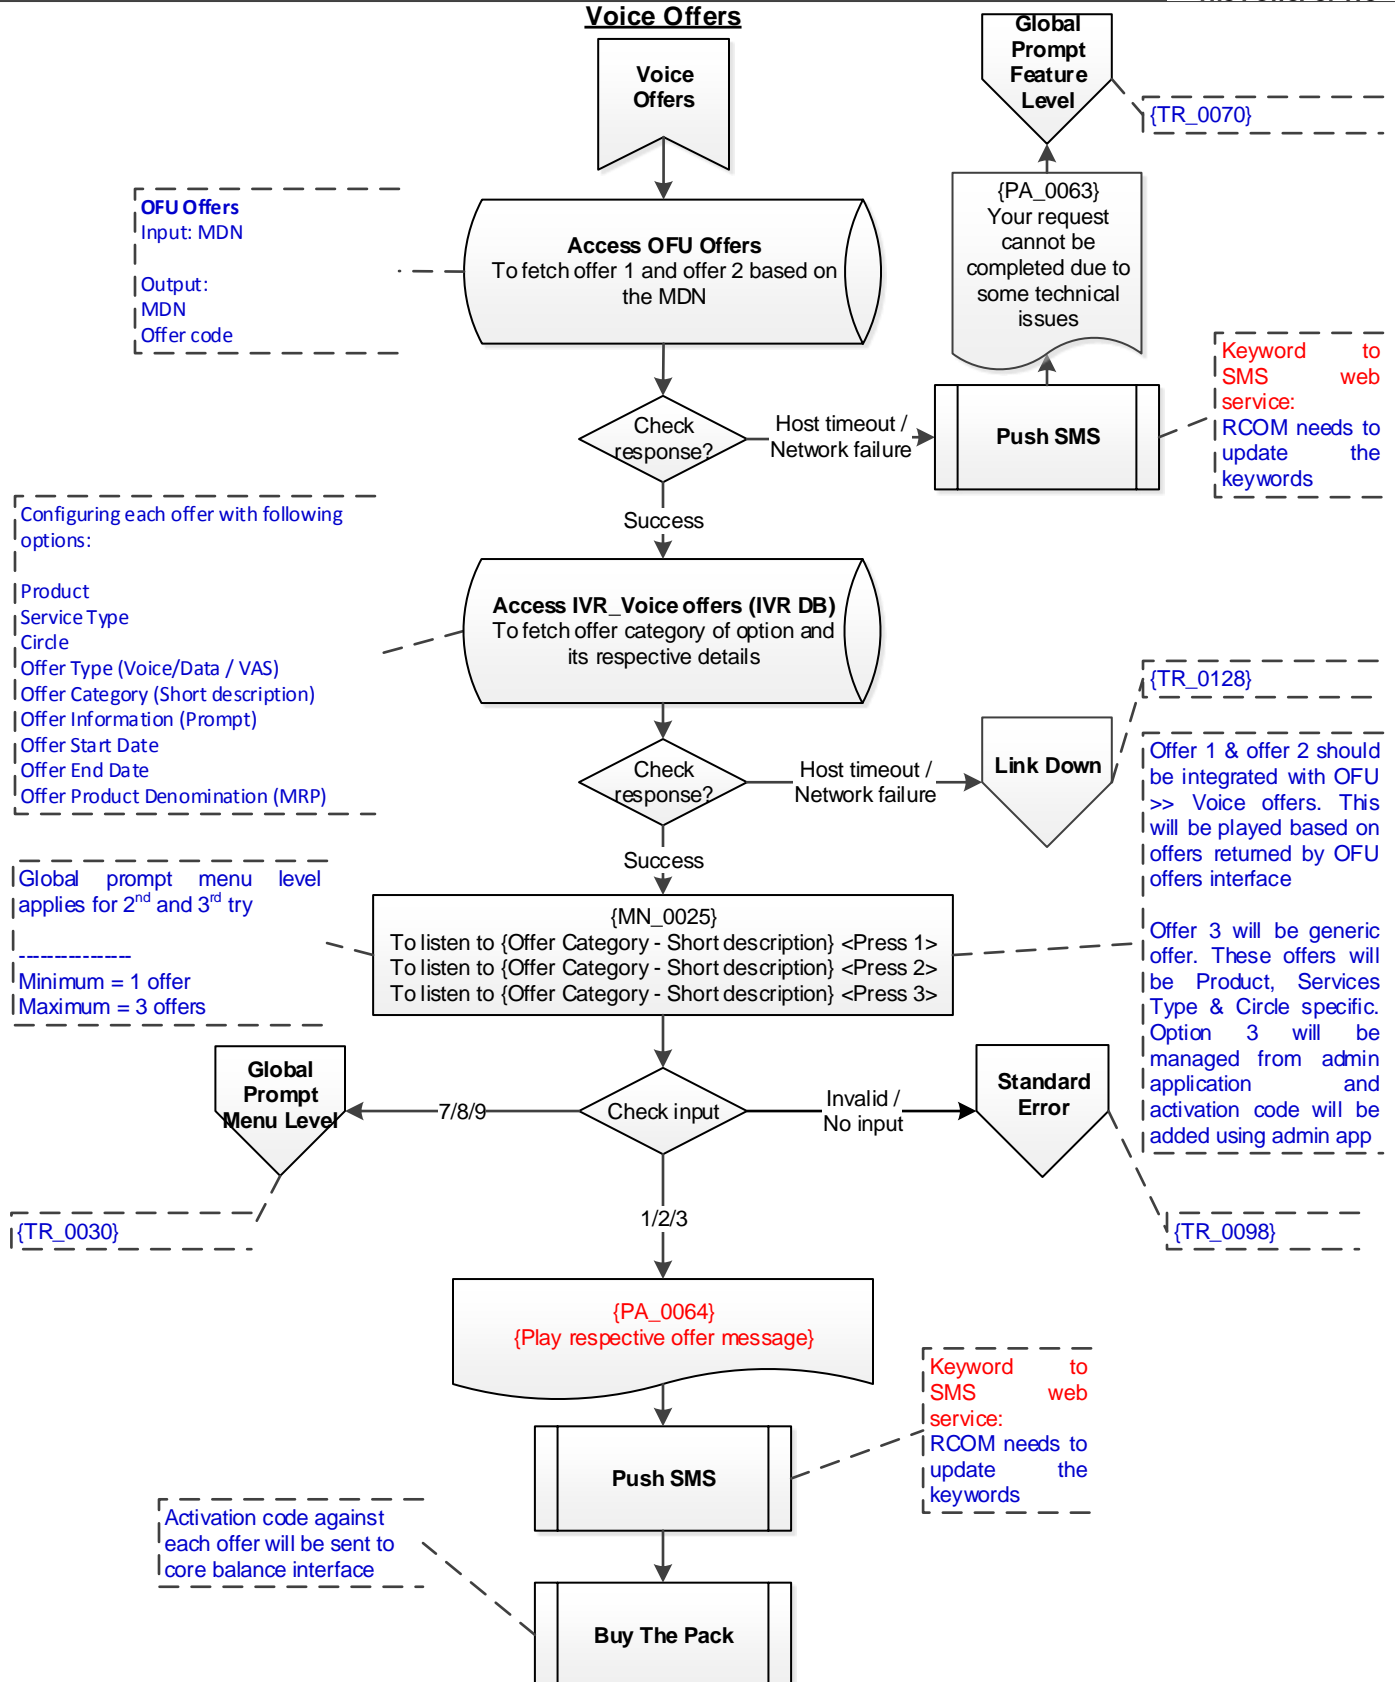 Voice Offers
Voice
Offers
Global
Prompt
Feature
Level
{TR_0070}
{PA_0063}
Your request
cannot be
completed due to
some technical
issues
OFU Offers
Input: MDN
Output:
MDN
Offer code
Access OFU Offers
To fetch offer 1 and offer 2 based on
the MDN
Check
response?
Host timeout /
Network failure
Push SMS
Keyword to
SMS web
service:
RCOM needs to
update the
keywords
Success
Configuring each offer with following
options:
Product
Service Type
Circle
Offer Type (Voice/Data / VAS)
Offer Category (Short description)
Offer Information (Prompt)
Offer Start Date
Offer End Date
Offer Product Denomination (MRP)
Access IVR_Voice offers (IVR DB)
To fetch offer category of option and
its respective details
Check
response?
Host timeout /
Network failure
Link Down
{TR_0128}
Offer 1 & offer 2 should
be integrated with OFU
>> Voice offers. This
will be played based on
offers returned by OFU
offers interface
Offer 3 will be generic
offer. These offers will
be Product, Services
Type & Circle specific.
Option 3 will be
managed from admin
application and
activation code will be
added using admin app
Success
Global prompt menu level
applies for 2nd and 3rd try
----------------
Minimum = 1 offer
Maximum = 3 offers
{MN_0025}
To listen to {Offer Category - Short description} <Press 1>
To listen to {Offer Category - Short description} <Press 2>
To listen to {Offer Category - Short description} <Press 3>
Global
Prompt
Menu Level
7/8/9
Check input
Invalid /
No input
Standard
Error
{TR_0030}
1/2/3
{TR_0098}
{PA_0064}
{Play respective offer message}
Keyword to
SMS web
service:
RCOM needs to
update the
keywords
Push SMS
Activation code against
each offer will be sent to
core balance interface
Buy The Pack